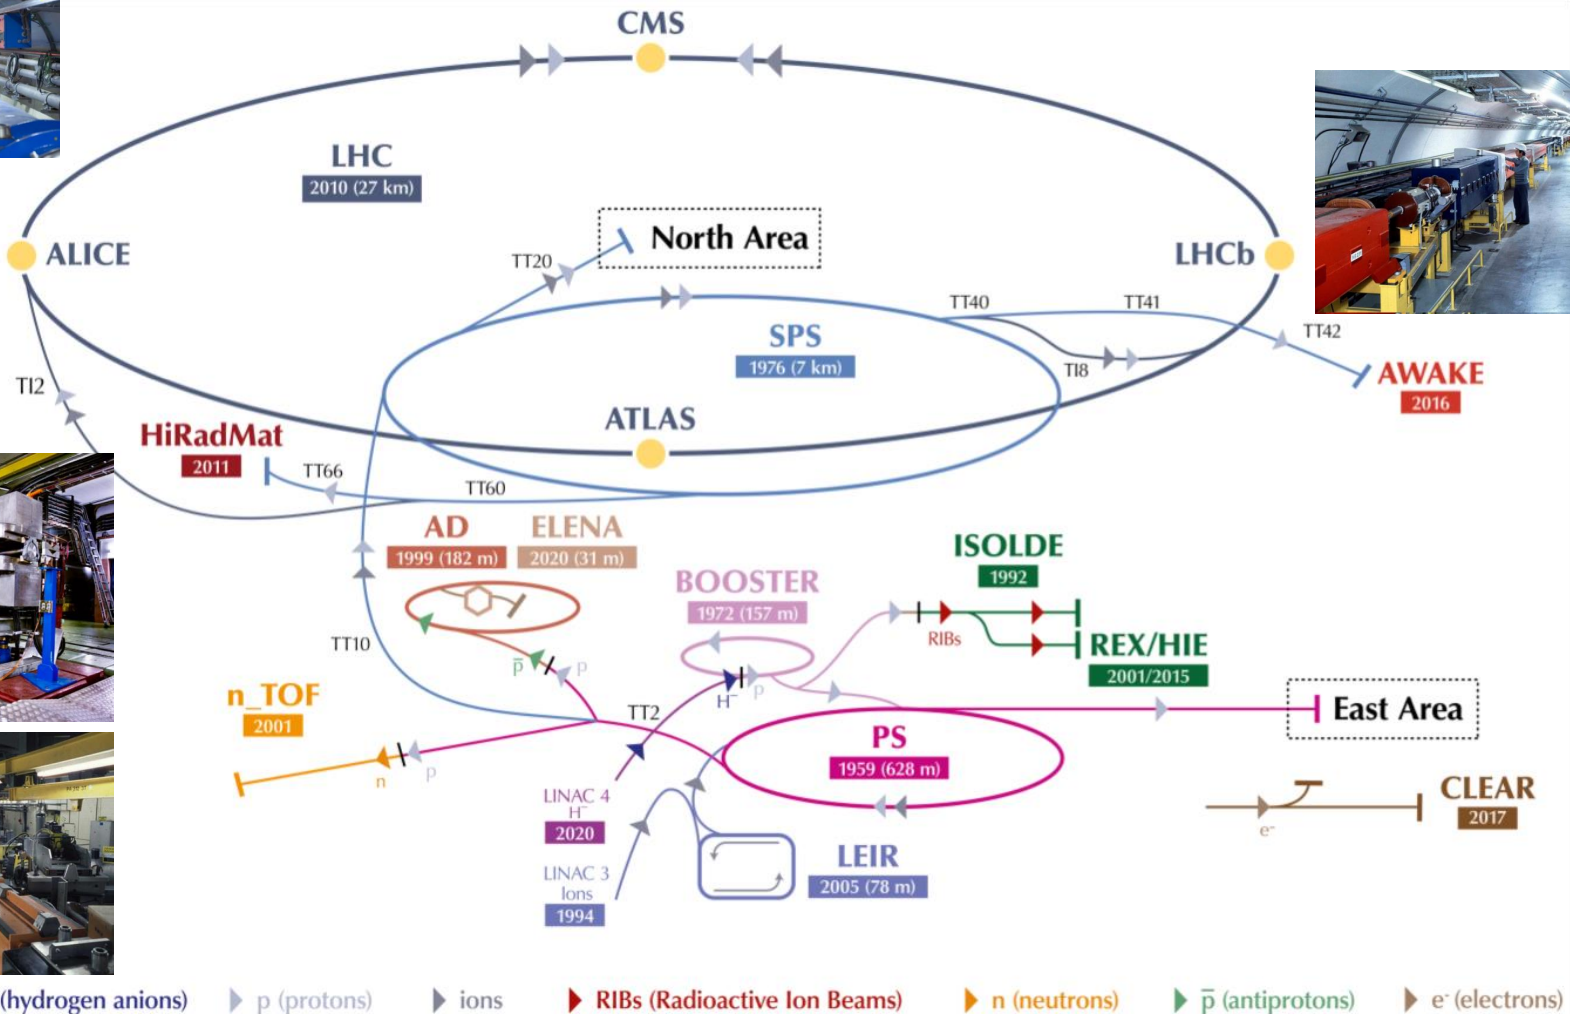 CMS
LHC
2010 (27 km)
North Area
TT20
ALICE
LHCb
SPS
1976 (7 km)
TT40
TT41
TT42
TI8
AWAKE
2016
TI2
ATLAS
HiRadMat
2011
TT66
TT60
AD
1999 (182 m)
ELENA
2020 (31 m)
ISOLDE
1992
BOOSTER
1972 (157 m)
RIBs
REX/HIE
2001/2015
TT10
p̅
p
H⁻
p
n_TOF
2001
TT2
East Area
PS
1959 (628 m)
n
p
LINAC 4
H⁻
2020
CLEAR
2017
e⁻
LEIR
2005 (78 m)
LINAC 3
Ions
1994
(hydrogen anions) p (protons) ions RIBs (Radioactive Ion Beams) n (neutrons) p̅ (antiprotons) e⁻ (electrons)